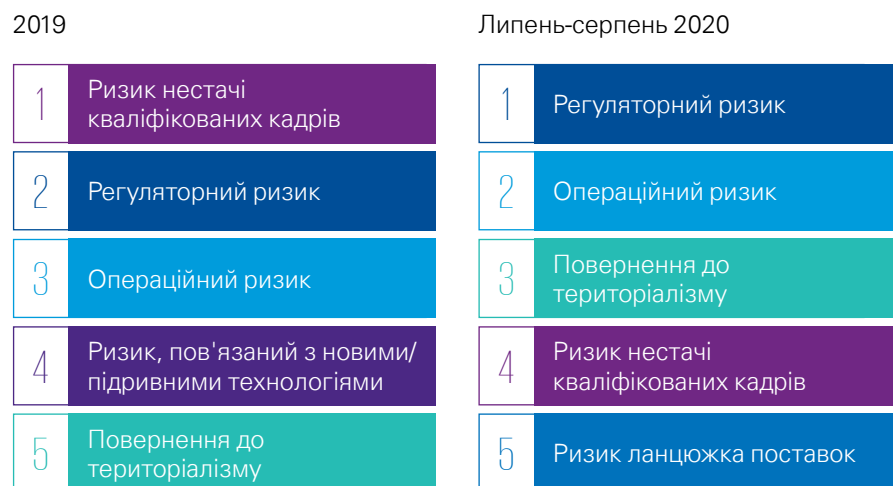 2019
1
Ризик нестачі
кваліфікованих кадрів
2
Регуляторний ризик
3
Операційний ризик
4
Ризик, пов'язаний з новими/
підривними технологіями
5
Повернення до
територіалізму
Липень-серпень 2020
1
Регуляторний ризик
2
Операційний ризик
3
Повернення до
територіалізму
4
Ризик нестачі
кваліфікованих кадрів
5
Ризик ланцюжка поставок